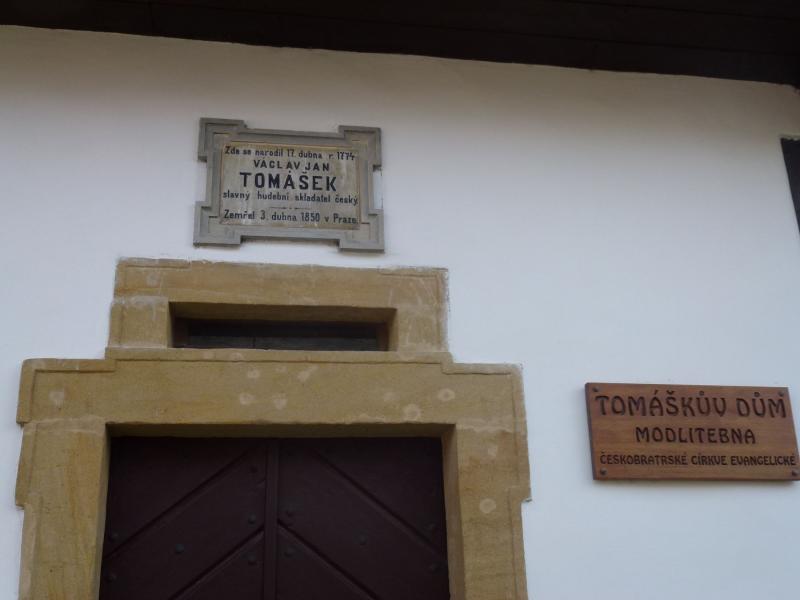 Zde se narodil 17. dubna r. 1774
VÁCLAV JAN
TOMÁŠEK
slavný hudební skladatel český
Zemřel 3. dubna 1850 v Praze
TOMÁŠKŮV DŮM
MODLITEBNA
ČESKOBRATRSKÉ CÍRKVE EVANGELICKÉ